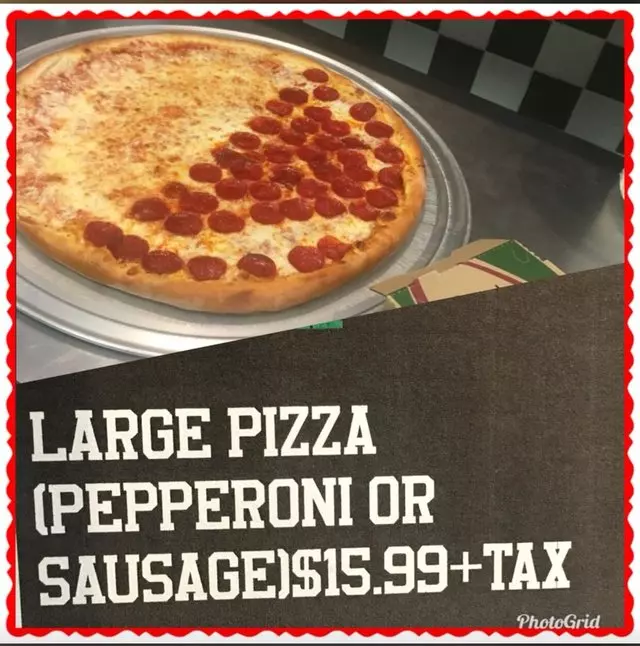 LARGE PIZZA
(PEPPERONI OR
SAUSAGE)$15.99+TAX
PhotoGrid